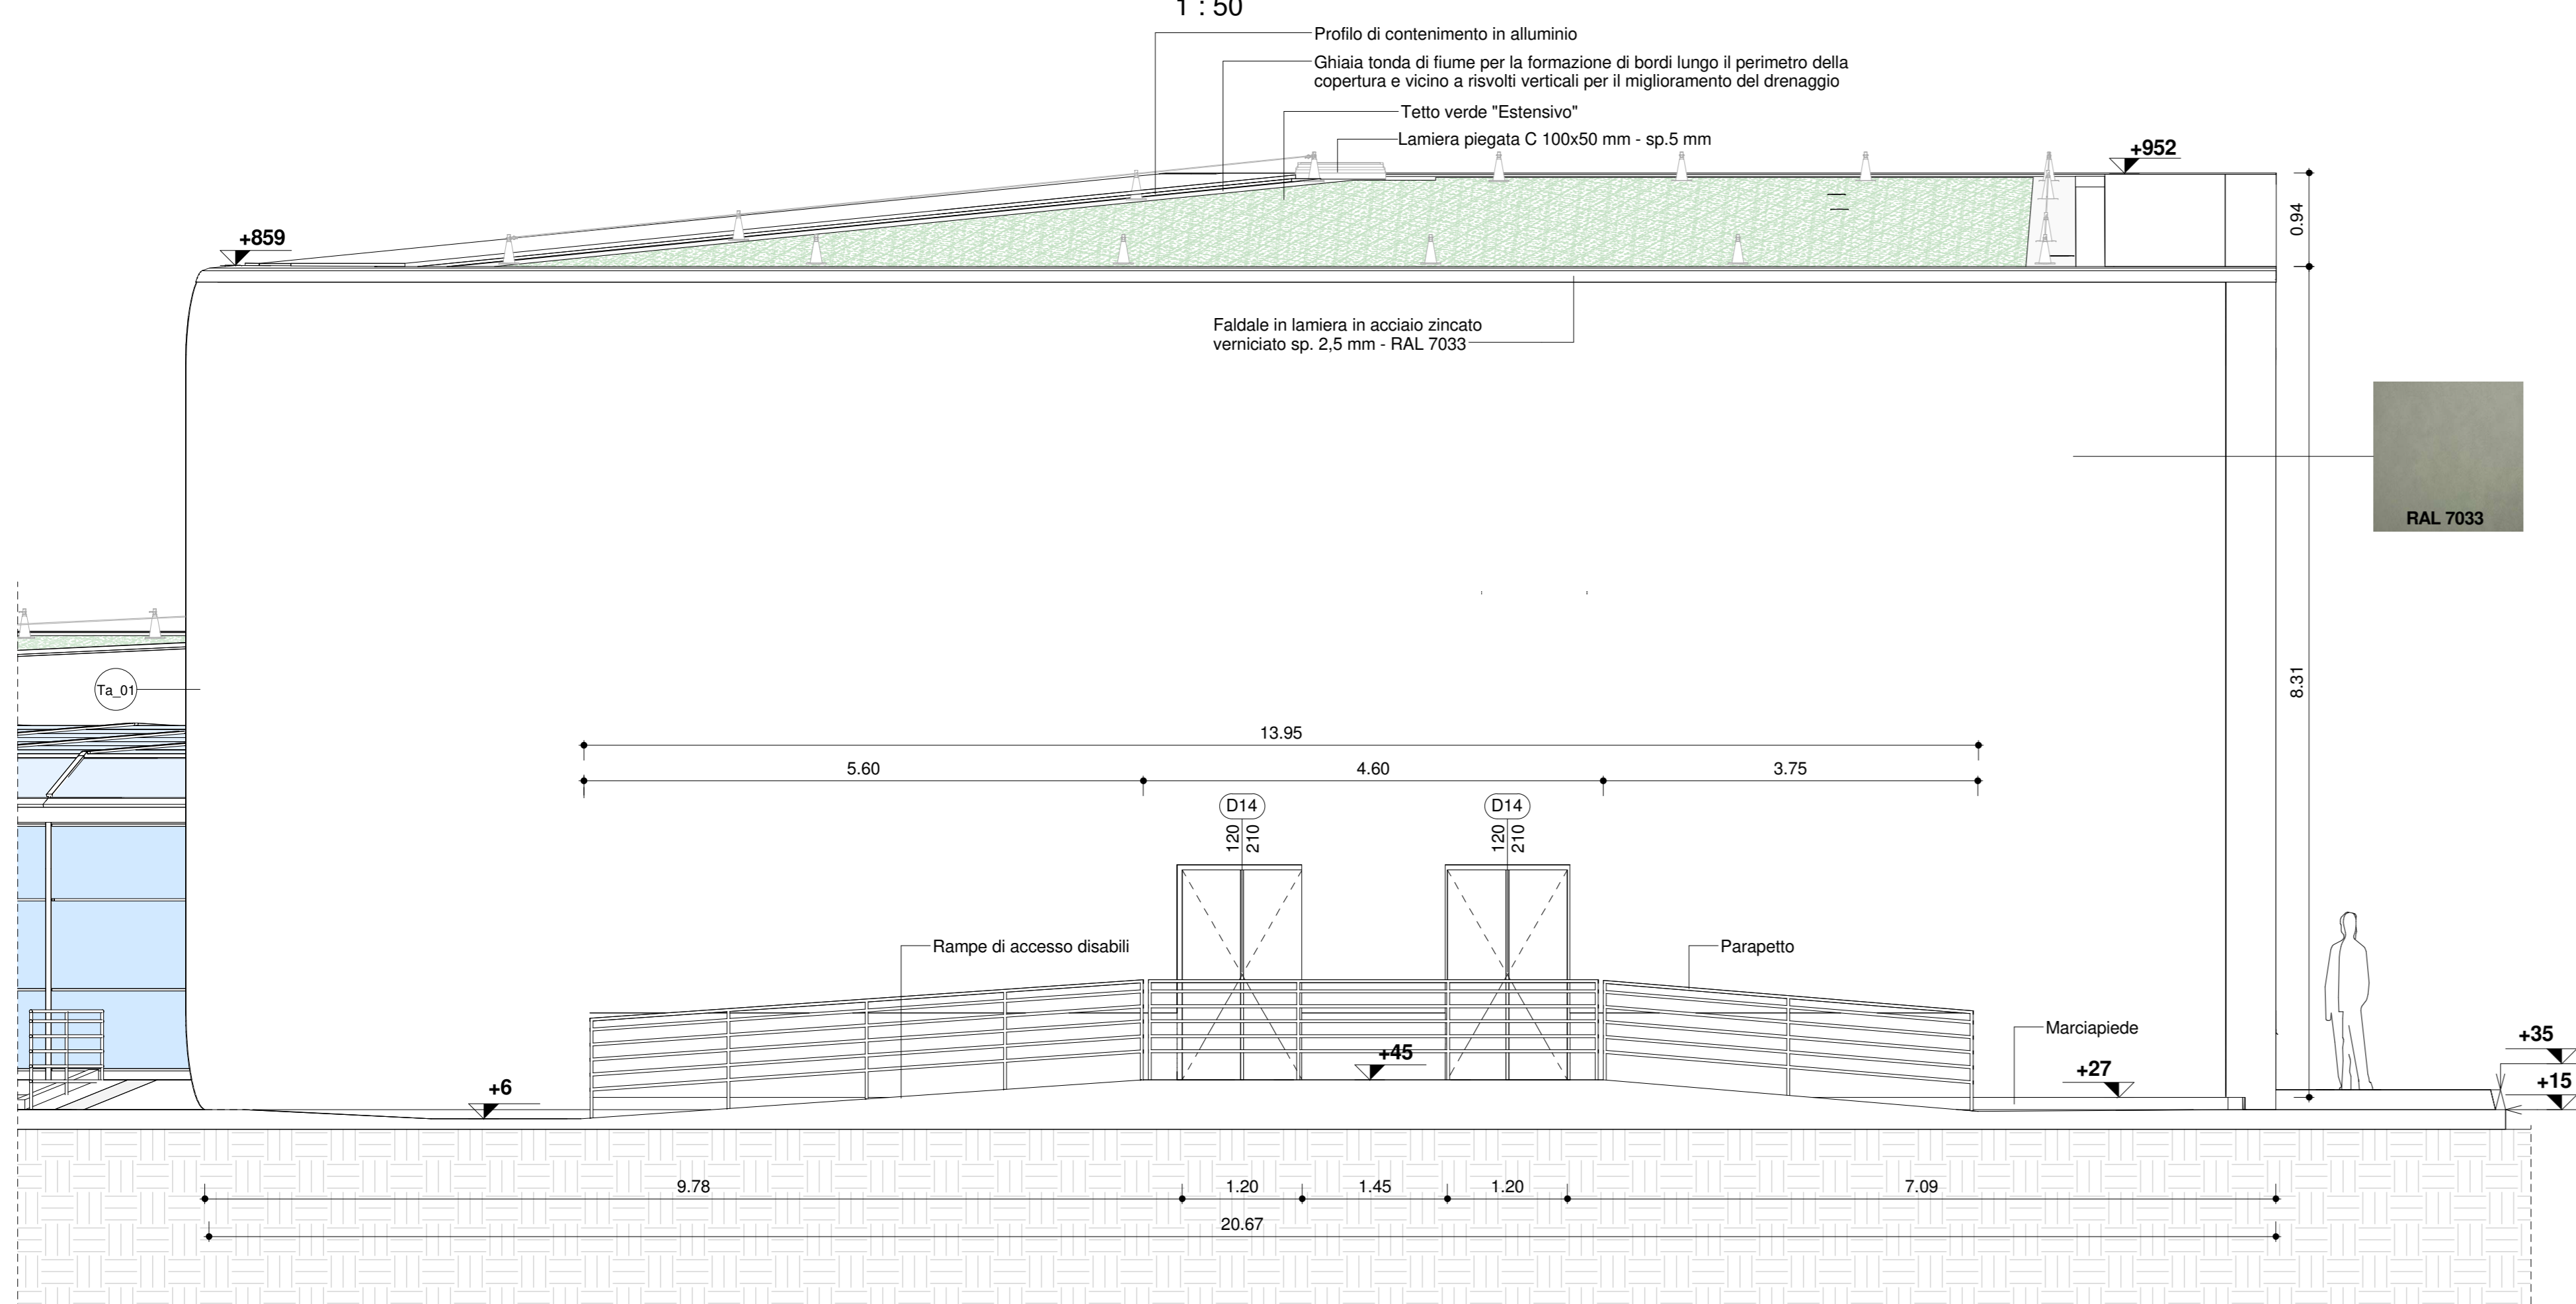 1 : 50
Profilo di contenimento in alluminio
Ghiaia tonda di fiume per la formazione di bordi lungo il perimetro della
copertura e vicino a risvolti verticali per il miglioramento del drenaggio
Tetto verde "Estensivo"
Lamiera piegata C 100x50 mm - sp.5 mm
+952
+859
0.94
Faldale in lamiera in acciaio zincato
verniciato sp. 2,5 mm - RAL 7033
RAL 7033
Ta_01
8.31
13.95
5.60
4.60
3.75
D14
D14
120
210
120
210
Rampe di accesso disabili
Parapetto
Marciapiede
+35
+45
+27
+15
+6
9.78
1.20
1.45
1.20
7.09
20.67